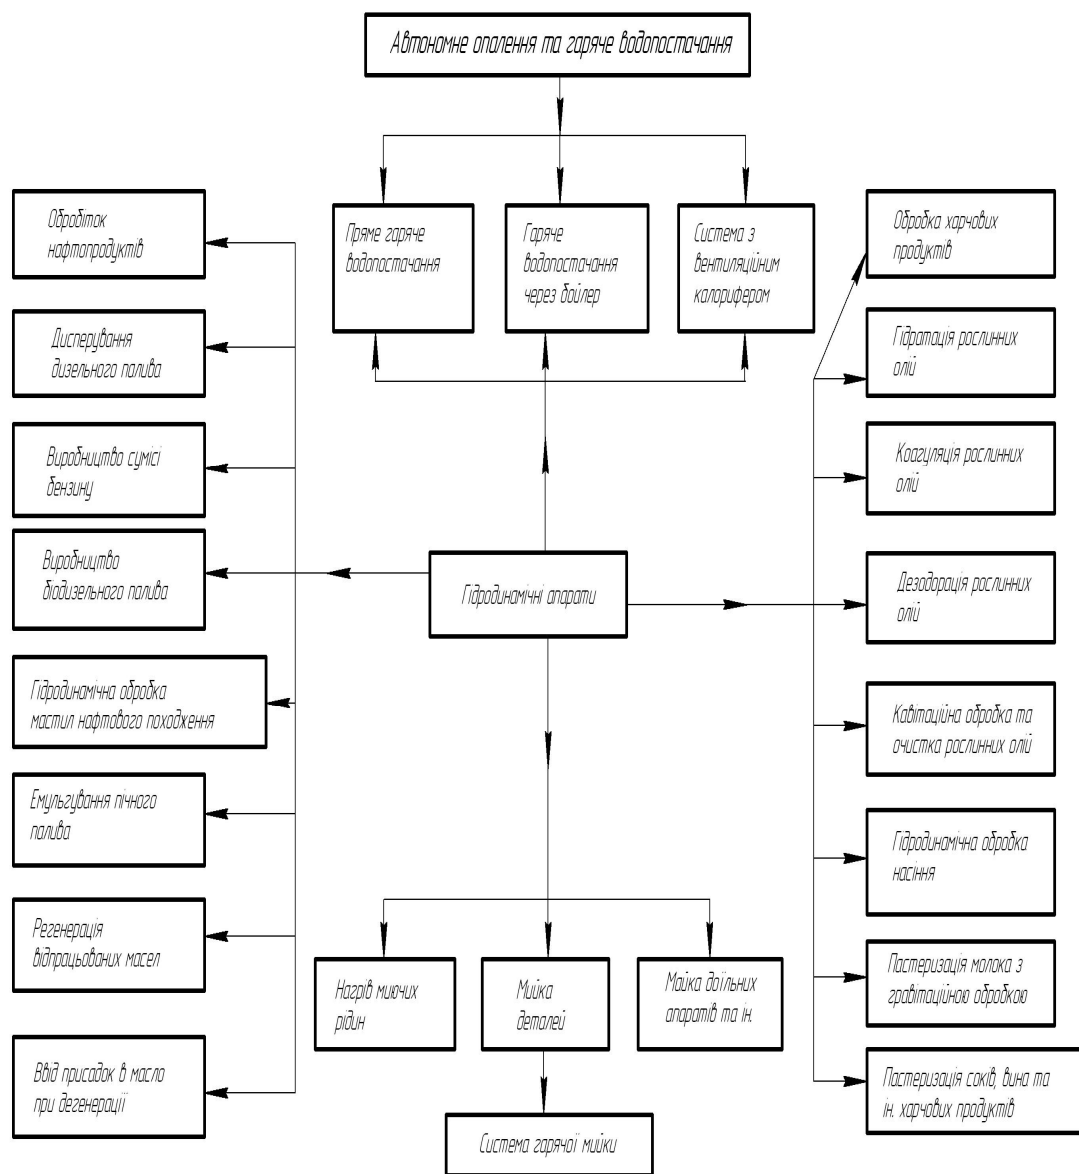 Автономне опалення та гаряче водопостачання
Пряме гаряче
водопостачання
Гаряче
водопостачання
через бойлер
Система з
вентиляційним
калорифером
Обробіток
нафтопродуктів
Дисперування
дизельного палива
Виробництво сумісі
бензину
Виробництво
біодизельного палива
Гідродинамічна обробка
мастил нафтового походження
Емульгування пічного
палива
Регенерація
відпрацьованих масел
Ввід присадок в масло
при дегенерації
Гідродинамічні апарати
Обробка харчових
продуктів
Гідратація рослинних
олій
Коагуляція рослинних
олій
Дезодорація рослинних
олій
Кавітаційна обробка та
очистка рослинних олій
Гідродинамічна обробка
насіння
Пастеризація молока з
гравітаційною обробкою
Пастеризація соків, вина та
ін. харчових продуктів
Нагрів миючих
рідин
Мийка
деталей
Майка доїльних
апаратів та ін.
Система гарячої мийки